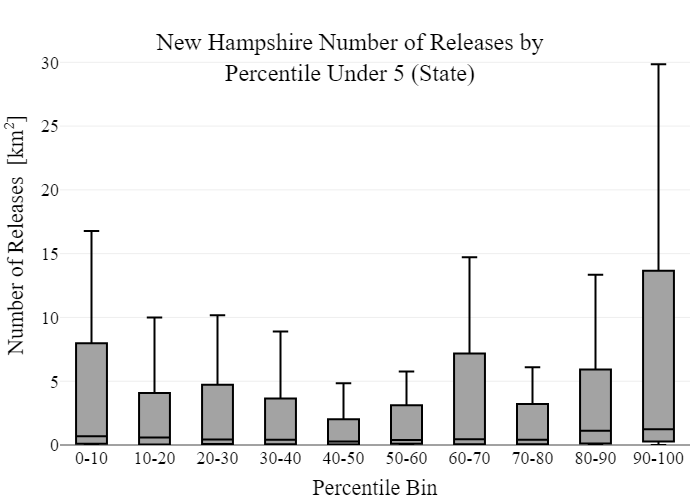 New Hampshire Number of Releases by
Percentile Under 5 (State)
Number of Releases [km²]
30
25
20
15
10
5
0
0-10 10-20 20-30 30-40 40-50 50-60 60-70 70-80 80-90 90-100
Percentile Bin